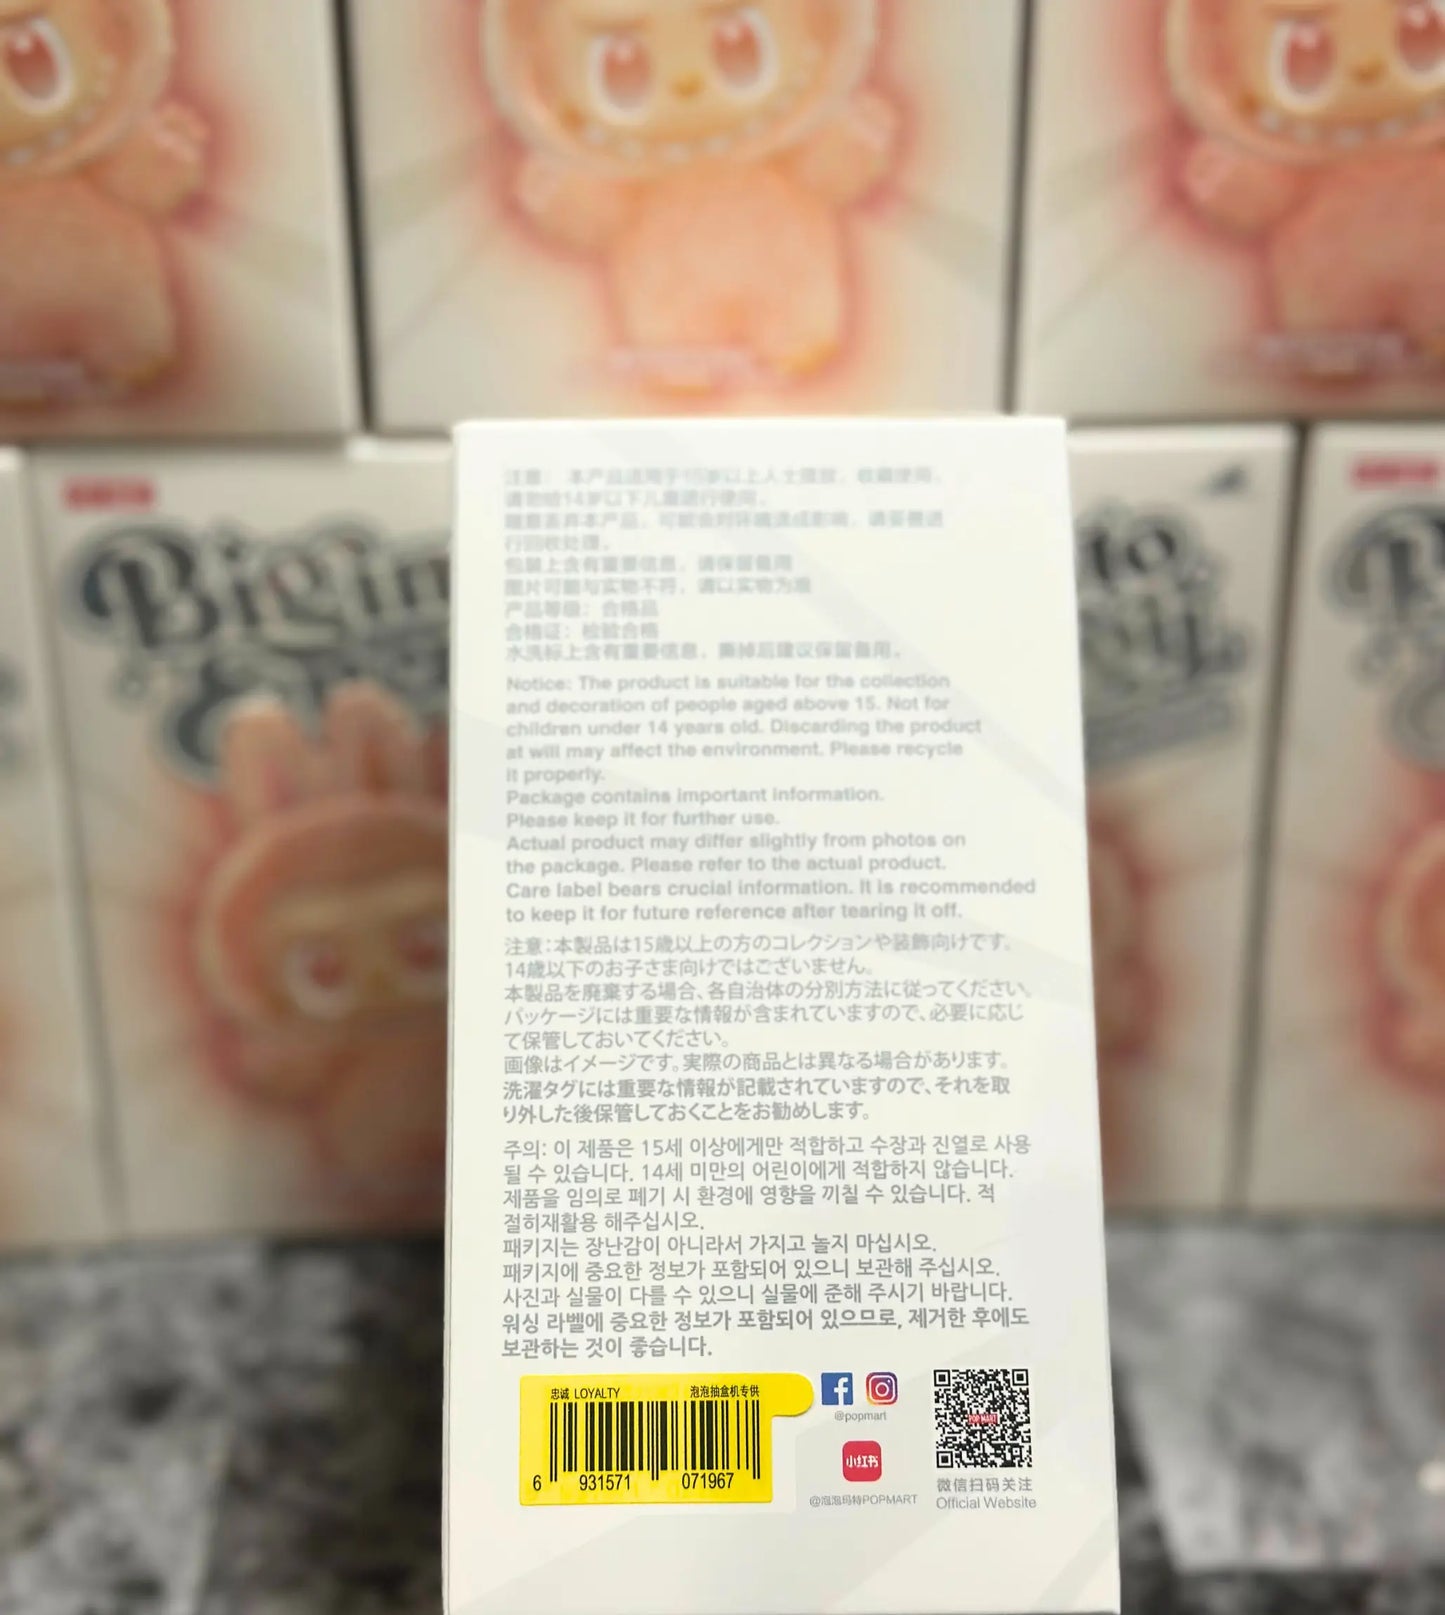 注意： 本产品适用于15岁以上人士摆放，收藏使用，
请勿给14岁以下儿童进行使用。
随意丢弃本产品，可能会对环境造成影响，请妥善进
行回收处理。
包装上含有重要信息，请保留备用
图片可能与实物不符，请以实物为准
产品等级：合格品
合格证：检验合格
水洗标上含有重要信息，撕掉后建议保留备用。
Notice: The product is suitable for the collection
and decoration of people aged above 15. Not for
children under 14 years old. Discarding the product
at will may affect the environment. Please recycle
it properly.
Package contains important information.
Please keep it for further use.
Actual product may differ slightly from photos on
the package. Please refer to the actual product.
Care label bears crucial information. It is recommended
to keep it for future reference after tearing it off.
注意：本製品は15歳以上の方のコレクションや装飾向けです。
14歳以下のお子さま向けではございません。
本製品を廃棄する場合、各自治体の分別方法に従ってください。
パッケージには重要な情報が含まれていますので、必要に応じ
て保管しておいてください。
画像はイメージです。実際の商品とは異なる場合があります。
洗濯タグには重要な情報が記載されていますので、それを取
り外した後保管しておくことをお勧めします。
주의: 이 제품은 15세 이상에게만 적합하고 수장과 진열로 사용
될 수 있습니다. 14세 미만의 어린이에게 적합하지 않습니다.
제품을 임의로 폐기 시 환경에 영향을 끼칠 수 있습니다. 적
절히재활용 해주십시오.
패키지는 장난감이 아니라서 가지고 놀지 마십시오.
패키지에 중요한 정보가 포함되어 있으니 보관해 주십시오.
사진과 실물이 다를 수 있으니 실물에 준해 주시기 바랍니다.
워싱 라벨에 중요한 정보가 포함되어 있으므로, 제거한 후에도
보관하는 것이 좋습니다.
忠诚 LOYALTY 泡泡抽盒机专供
6 931571 071967
@popmart
小红书
@泡泡玛特POPMART
POP MART
微信扫码关注
Official Website